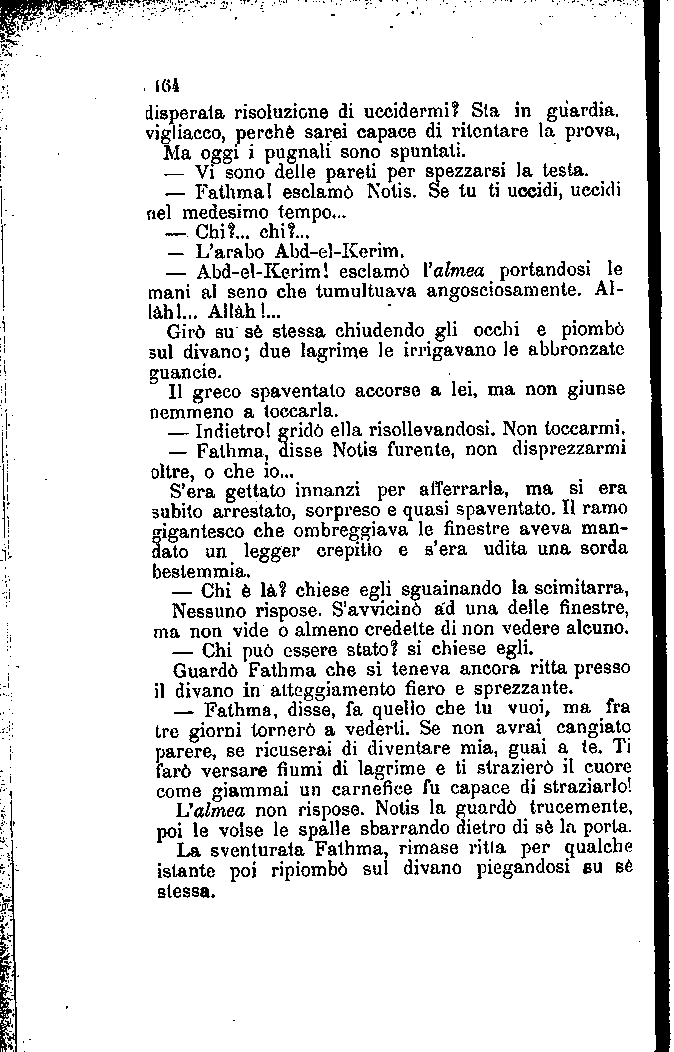 164
disperata risoluzione di uccidermi? Sta in guardia.
vigliacco, perchè sarei capace di ritentare la prova,
Ma oggi i pugnali sono spuntati.
— Vi sono delle pareti per spezzarsi la testa.
— Fathma! esclamò Notis. Se tu ti uccidi, uccidi
nel medesimo tempo...
— Chi?... chi?...
— L'arabo Abd-el-Kerim.
— Abd-el-Kerim! esclamò l'almea portandosi le
mani al seno che tumultuava angosciosamente. Al-
làh!... Allàh!...
Girò su sè stessa chiudendo gli occhi e piombò
sul divano; due lagrime le irrigavano le abbronzate
guancie.
Il greco spaventato accorse a lei, ma non giunse
nemmeno a toccarla.
— Indietro! gridò ella risollevandosi. Non toccarmi.
— Fathma, disse Notis furente, non disprezzarmi
oltre, o che io...
S'era gettato innanzi per afferrarla, ma si era
subito arrestato, sorpreso e quasi spaventato. Il ramo
gigantesco che ombreggiava le finestre aveva man-
dato un legger crepitio e s'era udita una sorda
bestemmia.
— Chi è là? chiese egli sguainando la scimitarra,
Nessuno rispose. S'avvicinò ad una delle finestre,
ma non vide o almeno credette di non vedere alcuno.
— Chi può essere stato? si chiese egli.
Guardò Fathma che si teneva ancora ritta presso
il divano in atteggiamento fiero e sprezzante.
— Fathma, disse, fa quello che tu vuoi, ma fra
tre giorni tornerò a vederti. Se non avrai cangiato
parere, se ricuserai di diventare mia, guai a te. Ti
farò versare fiumi di lagrime e ti strazierò il cuore
come giammai un carnefice fu capace di straziarlo!
L'almea non rispose. Notis la guardò trucemente,
poi le volse le spalle sbarrando dietro di sè la porta.
La sventurata Fathma, rimase ritta per qualche
istante poi ripiombò sul divano piegandosi su sè
stessa.